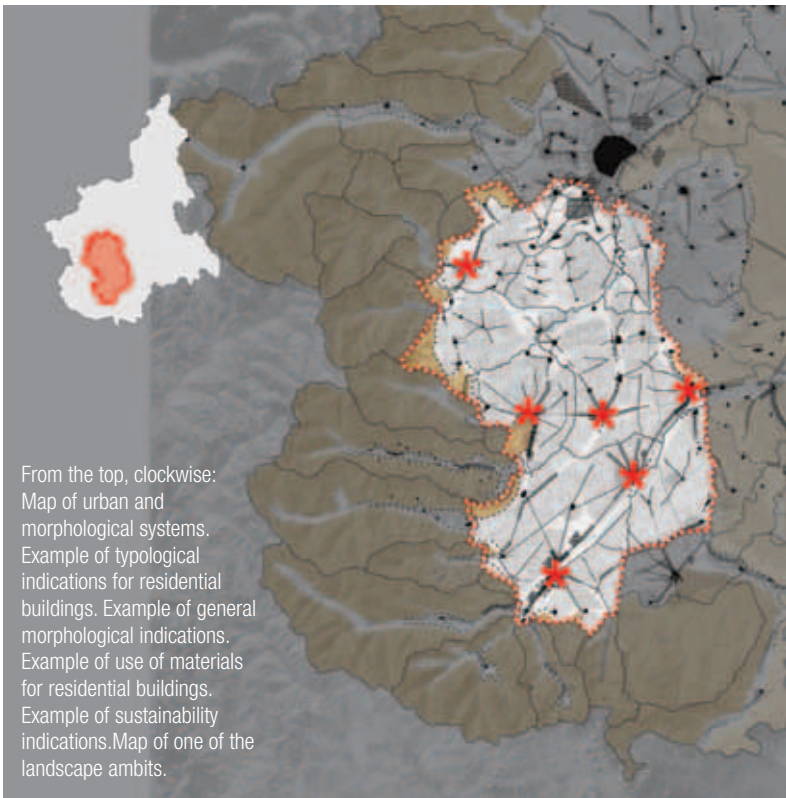 From the top, clockwise:
Map of urban and
morphological systems.
Example of typological
indications for residential
buildings. Example of general
morphological indications.
Example of use of materials
for residential buildings.
Example of sustainability
indications.Map of one of the
landscape ambits.